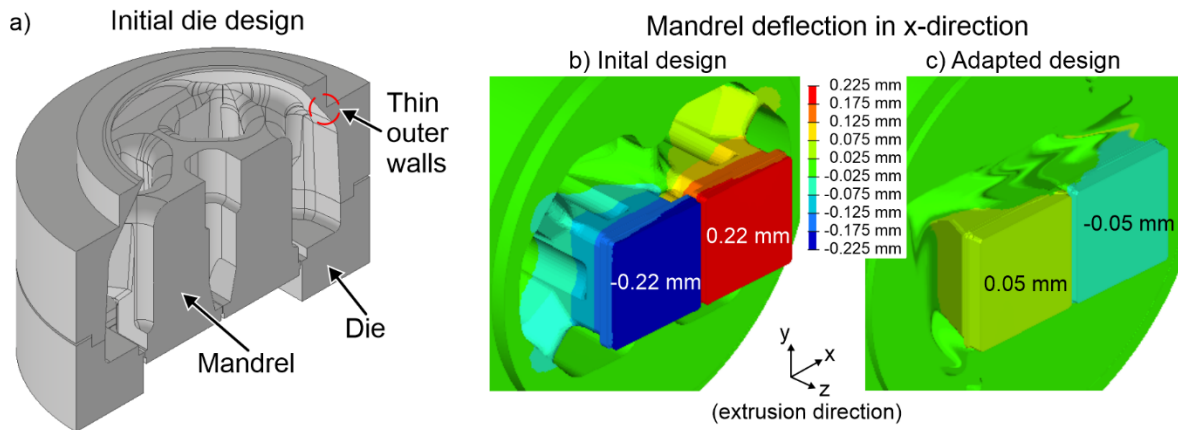 a)
Initial die design
Thin
outer
walls
Mandrel
Die
Mandrel deflection in x-direction
b) Inital design
c) Adapted design
0.225 mm
0.175 mm
0.125 mm
0.075 mm
0.025 mm
-0.075 mm
-0.125 mm
-0.175 mm
-0.225 mm
-0.22 mm
0.22 mm
0.05 mm
-0.05 mm
y
x
z
(extrusion direction)